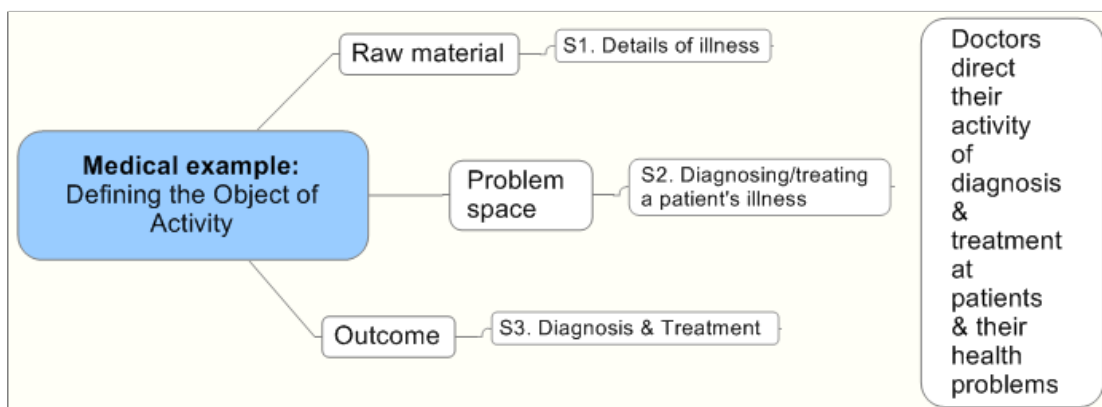 Medical example:
Defining the Object of
Activity
Raw material
S1. Details of illness
Problem
space
S2. Diagnosing/treating
a patient's illness
Outcome
S3. Diagnosis & Treatment
Doctors
direct
their
activity
of
diagnosis
&
treatment
at
patients
& their
health
problems